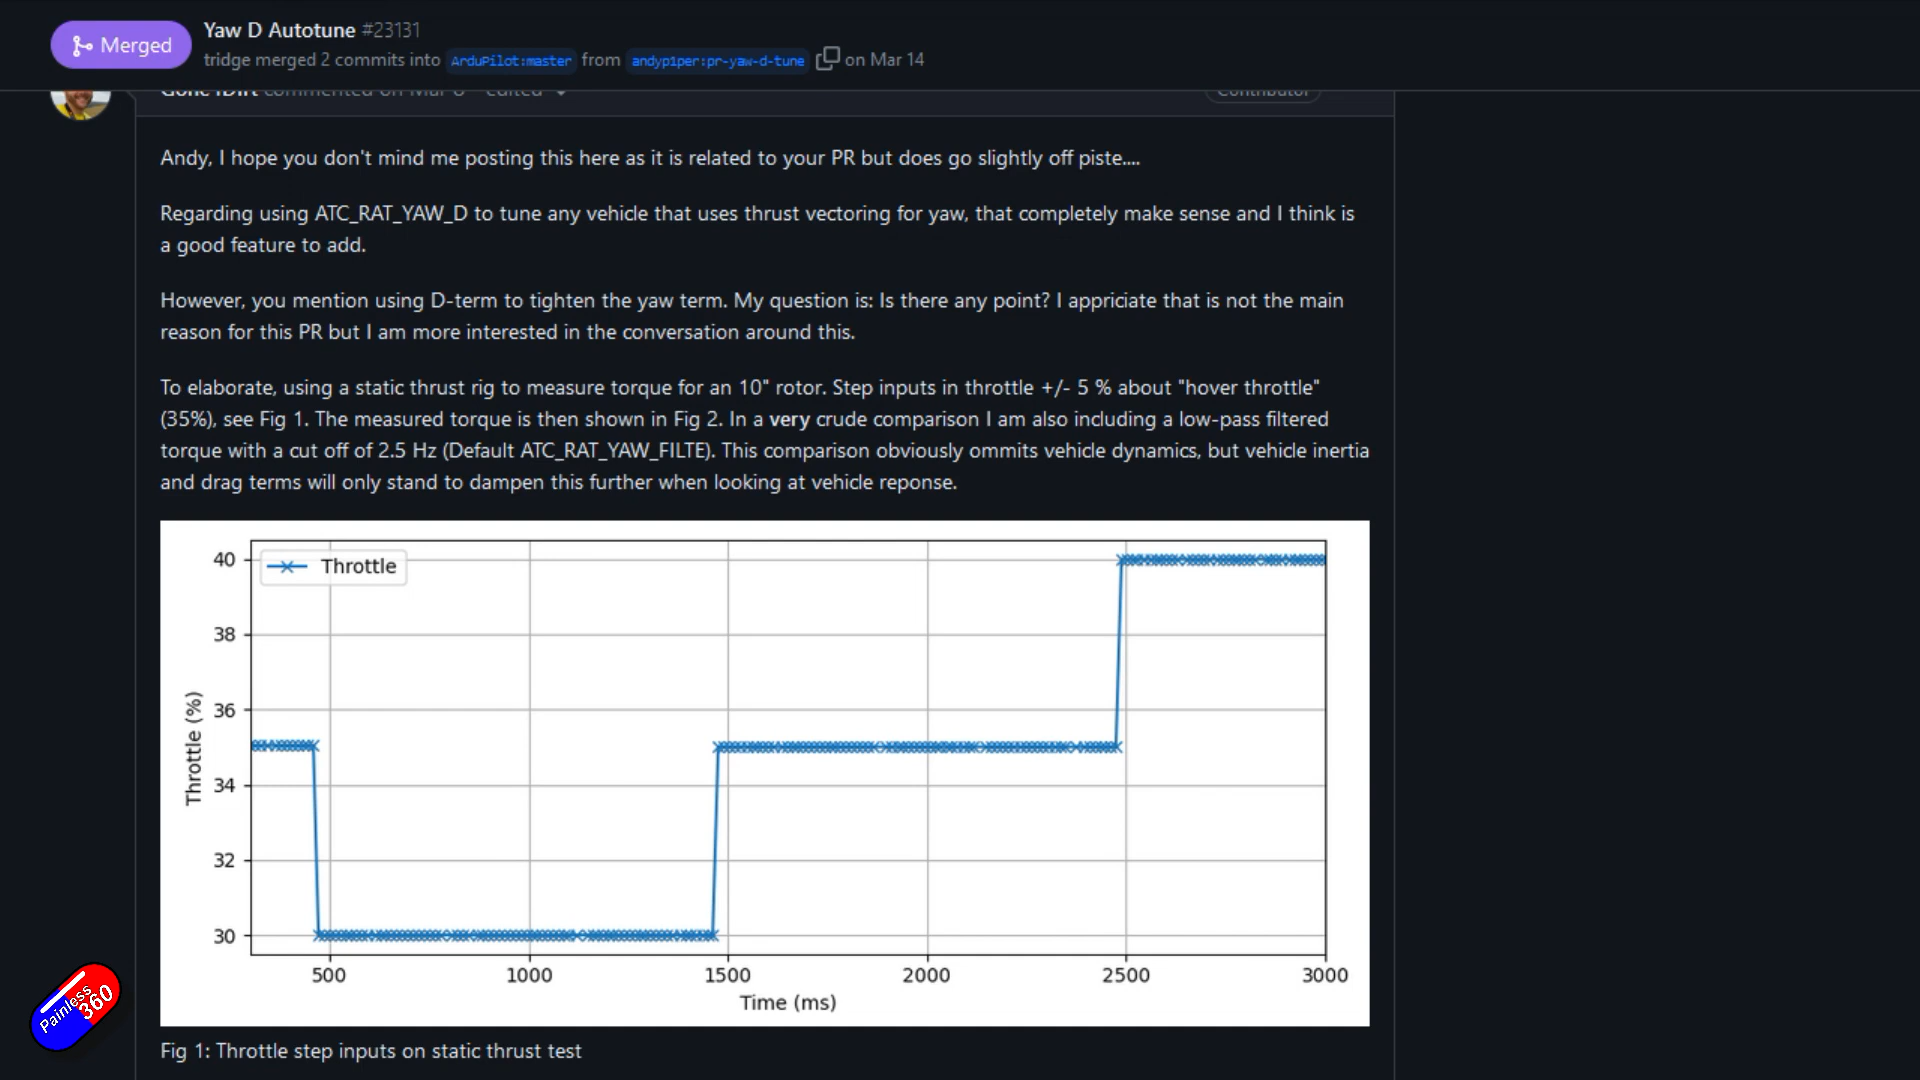 Merged
Yaw D Autotune #23131
tridge merged 2 commits into ArduPilot:master from andyp1per:pr-yaw-d-tune on Mar 14
commented on Mar edited
Contributor
Andy, I hope you don't mind me posting this here as it is related to your PR but does go slightly off piste....
Regarding using ATC_RAT_YAW_D to tune any vehicle that uses thrust vectoring for yaw, that completely make sense and I think is
a good feature to add.
However, you mention using D-term to tighten the yaw term. My question is: Is there any point? I appriciate that is not the main
reason for this PR but I am more interested in the conversation around this.
To elaborate, using a static thrust rig to measure torque for an 10" rotor. Step inputs in throttle +/- 5 % about "hover throttle"
(35%), see Fig 1. The measured torque is then shown in Fig 2. In a very crude comparison I am also including a low-pass filtered
torque with a cut off of 2.5 Hz (Default ATC_RAT_YAW_FILTE). This comparison obviously ommits vehicle dynamics, but vehicle inertia
and drag terms will only stand to dampen this further when looking at vehicle reponse.
Throttle
40
38
36
34
32
30
Throttle (%)
500 1000 1500 2000 2500 3000
Time (ms)
Fig 1: Throttle step inputs on static thrust test
Painless
360